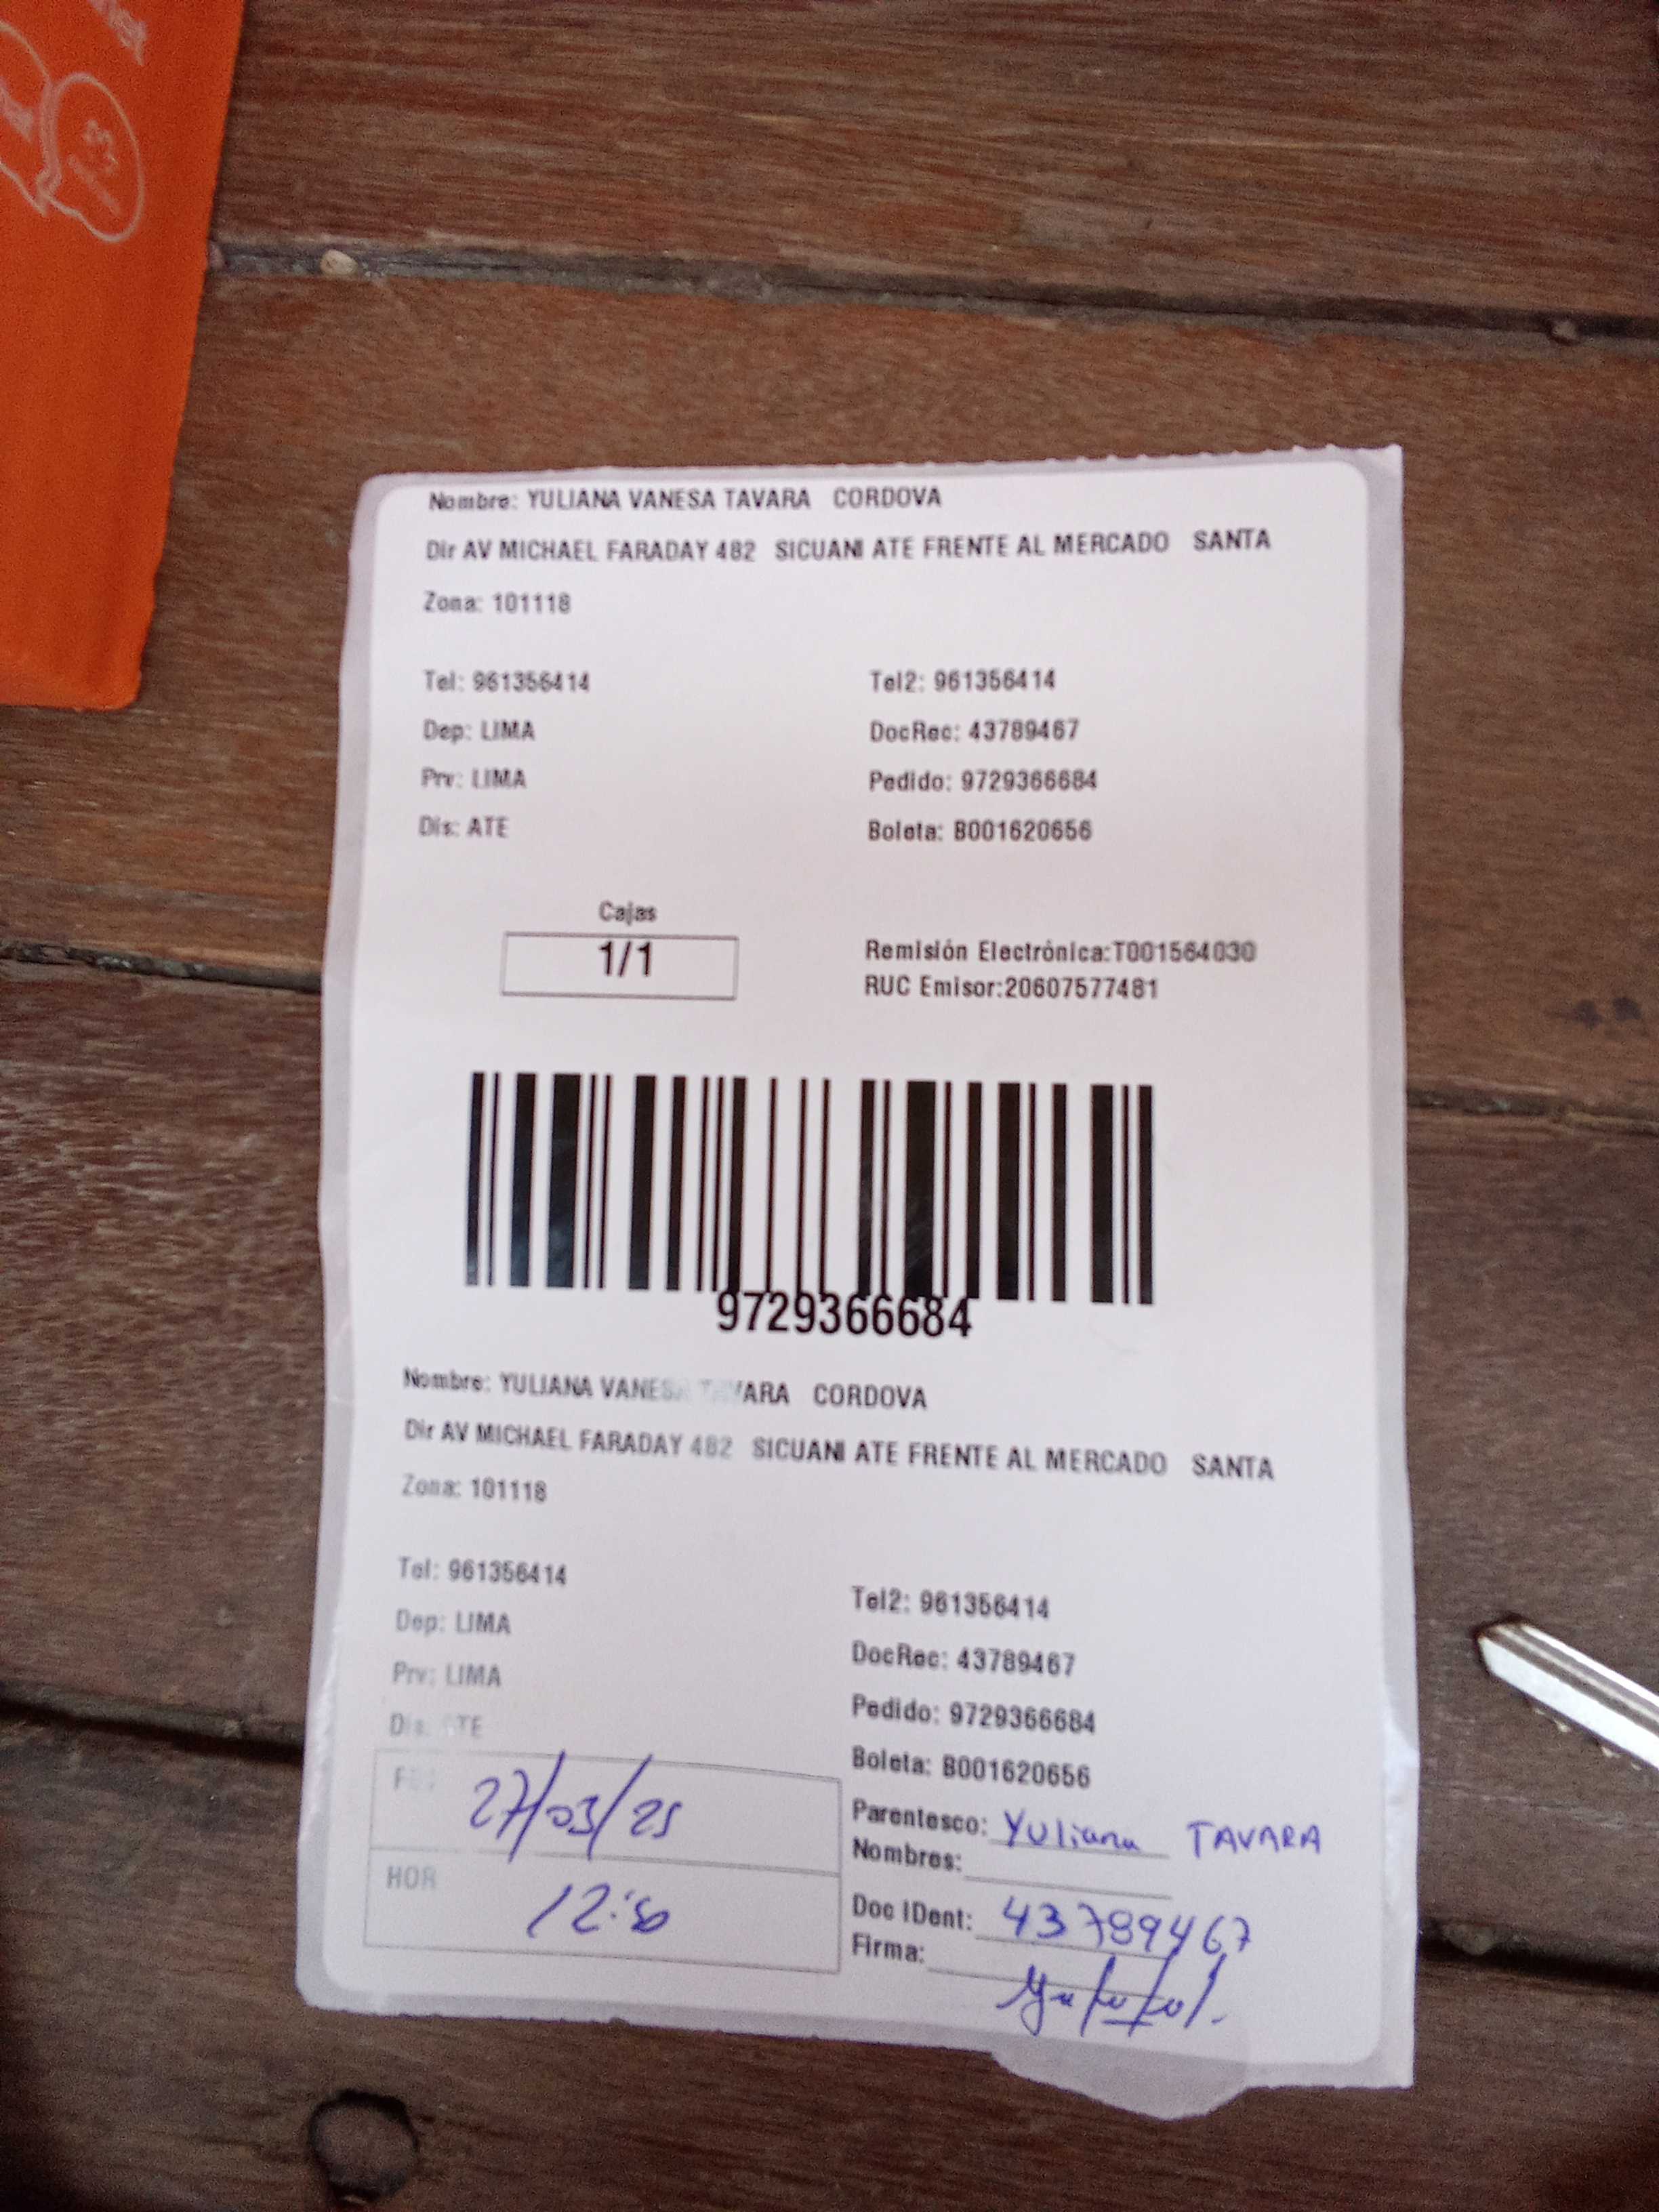 Nombre: YULIANA VANESA TAVARA CORDOVA
Dir AV MICHAEL FARADAY 482 SICUANI ATE FRENTE AL MERCADO SANTA
Zona: 101118
Tel: 961356414 Tel2: 961356414
Dep: LIMA DocRec: 43789467
Prv: LIMA Pedido: 9729366684
Dis: ATE Boleta: B001620656
Cajas
1/1
Remisión Electrónica:T001564030
RUC Emisor:20607577481
9729366684
Nombre: YULIANA VANESA TAVARA CORDOVA
Dir AV MICHAEL FARADAY 482 SICUANI ATE FRENTE AL MERCADO SANTA
Zona: 101118
Tel: 961356414 Tel2: 961356414
Dep: LIMA DocRec: 43789467
Prv: LIMA Pedido: 9729366684
Dis: ATE Boleta: B001620656
27/03/25
HOR 12:50
Parentesco: Yuliana TAVARA
Nombres:
Doc IDent: 43789467
Firma: